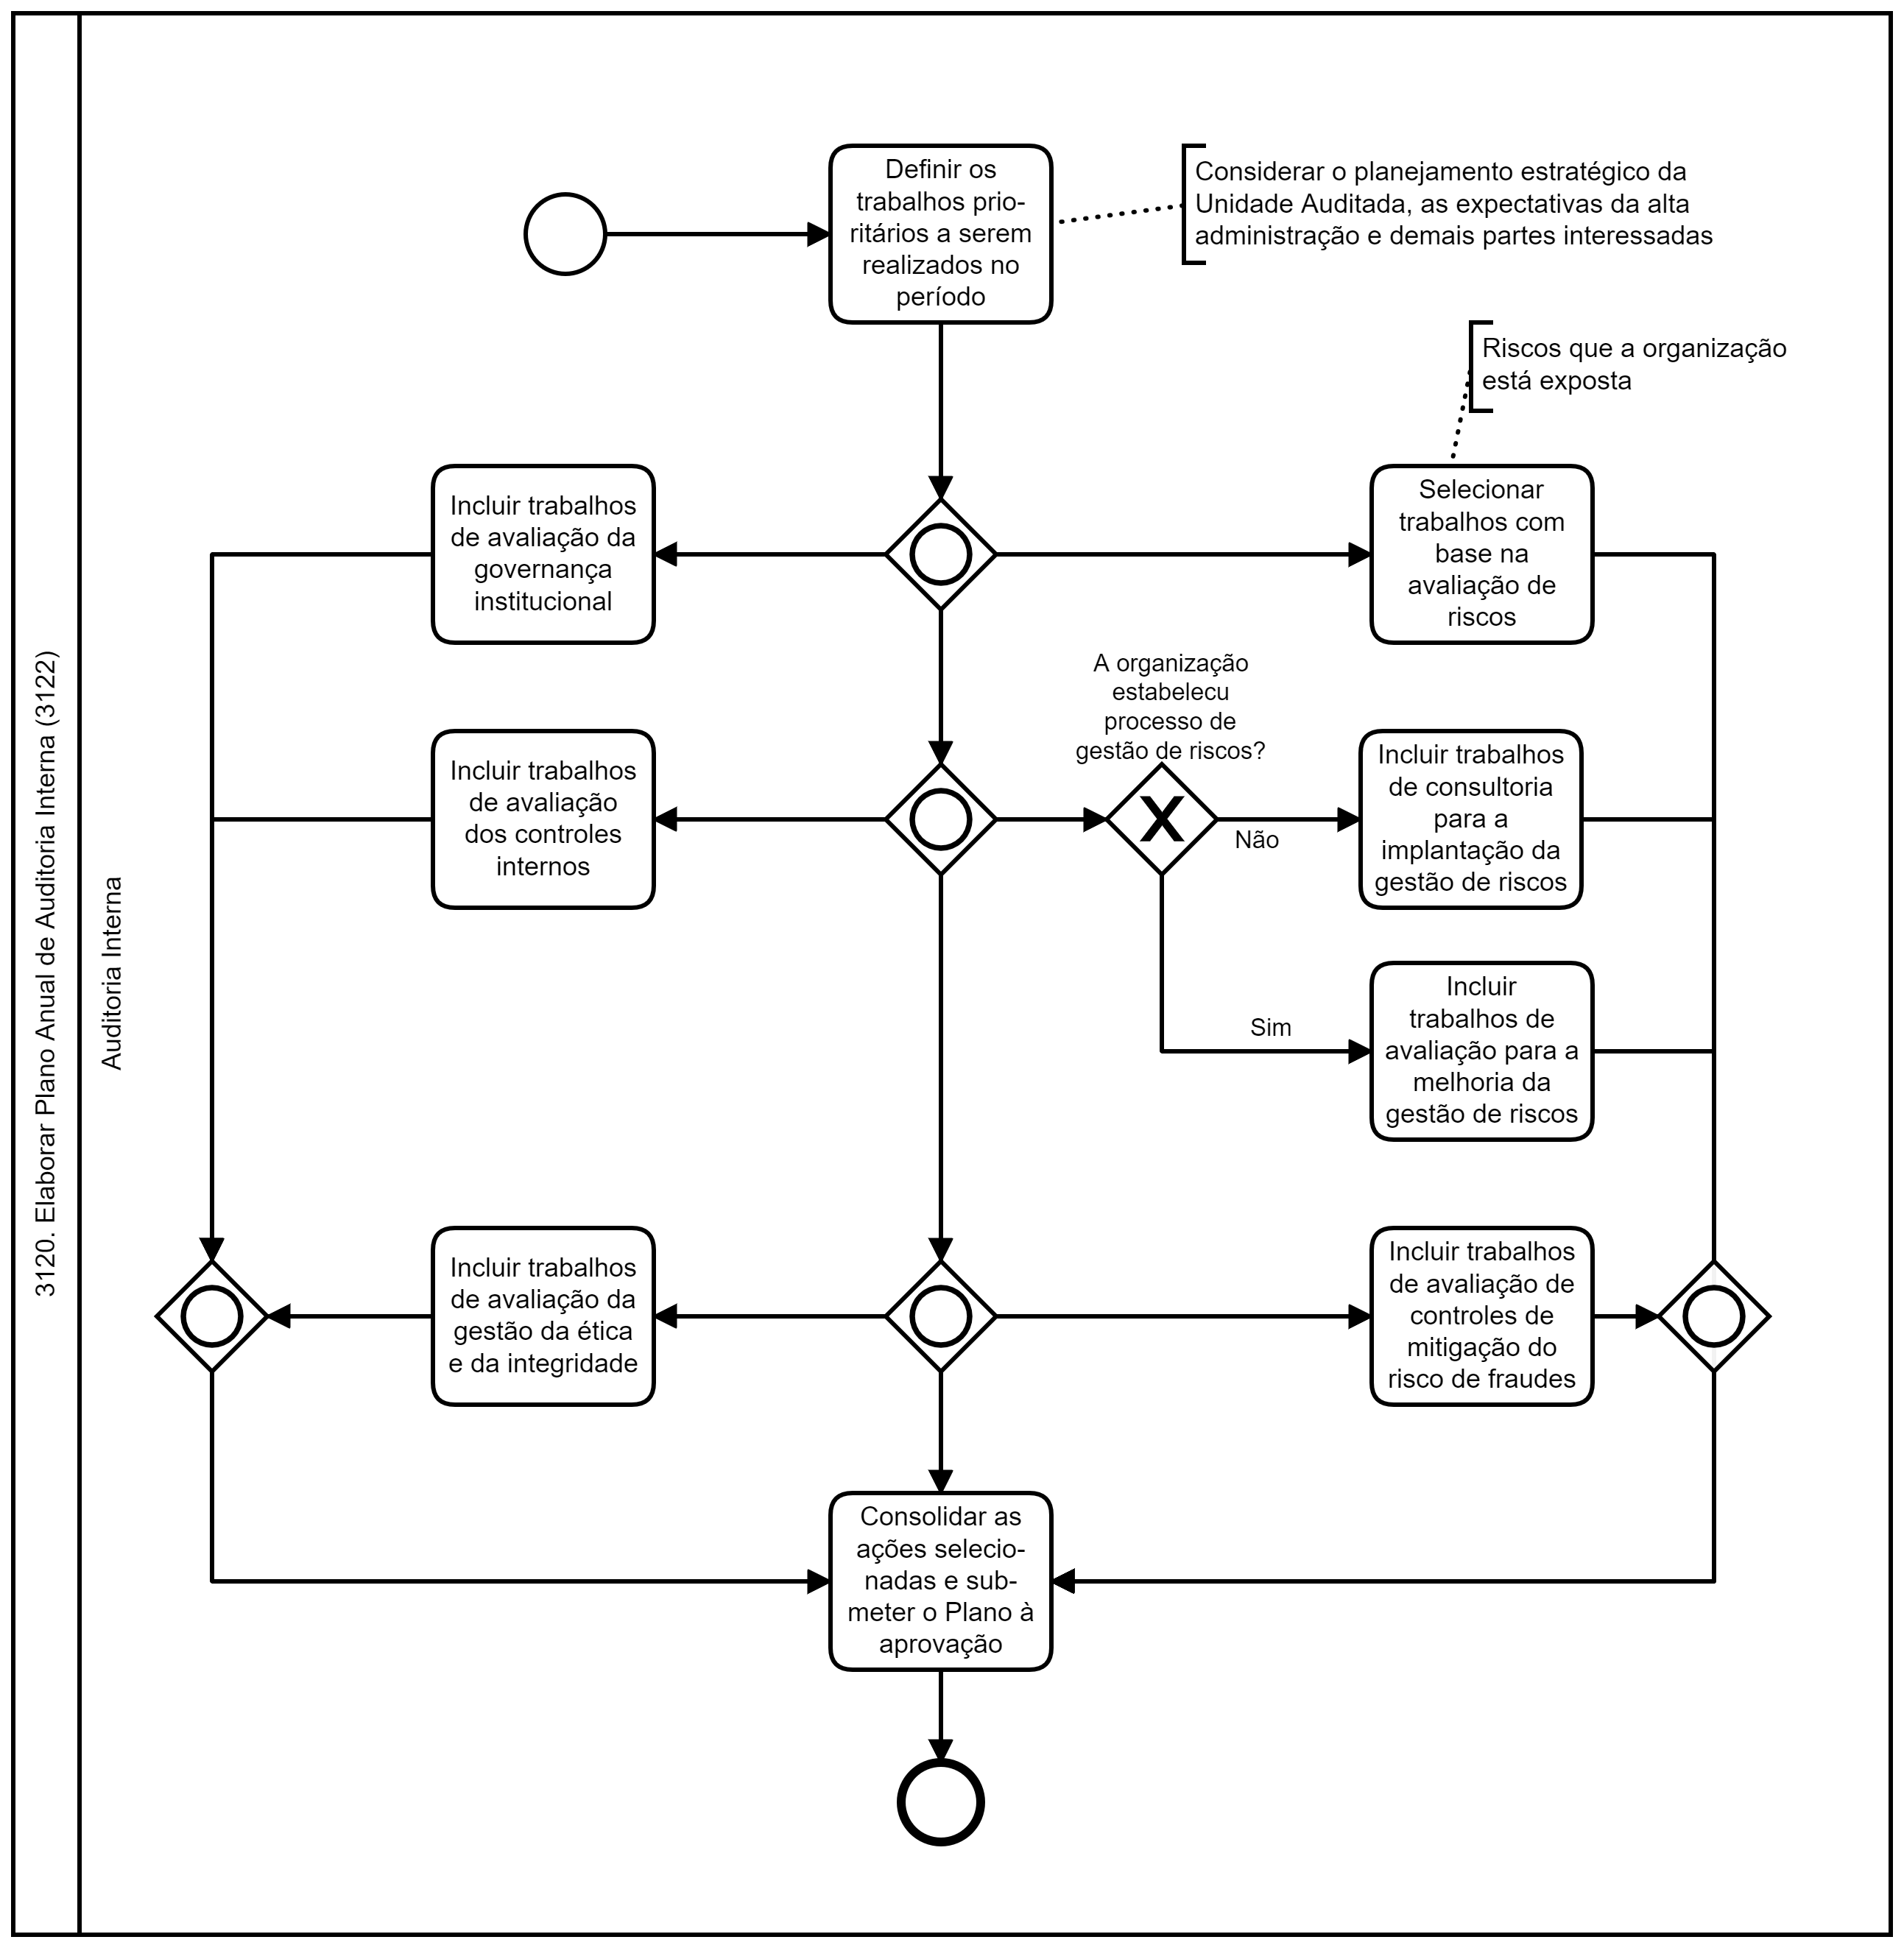 3120. Elaborar Plano Anual de Auditoria Interna (3122)
Auditoria Interna
Definir os
trabalhos prio-
ritários a serem
realizados no
período
Considerar o planejamento estratégico da
Unidade Auditada, as expectativas da alta
administração e demais partes interessadas
Riscos que a organização
está exposta
Incluir trabalhos
de avaliação da
governança
institucional
Selecionar
trabalhos com
base na
avaliação de
riscos
A organização
estabelecu
processo de
gestão de riscos?
Incluir trabalhos
de avaliação
dos controles
internos
Não
Incluir trabalhos
de consultoria
para a
implantação da
gestão de riscos
Sim
Incluir
trabalhos de
avaliação para a
melhoria da
gestão de riscos
Incluir trabalhos
de avaliação da
gestão da ética
e da integridade
Incluir trabalhos
de avaliação de
controles de
mitigação do
risco de fraudes
Consolidar as
ações selecio-
nadas e sub-
meter o Plano à
aprovação